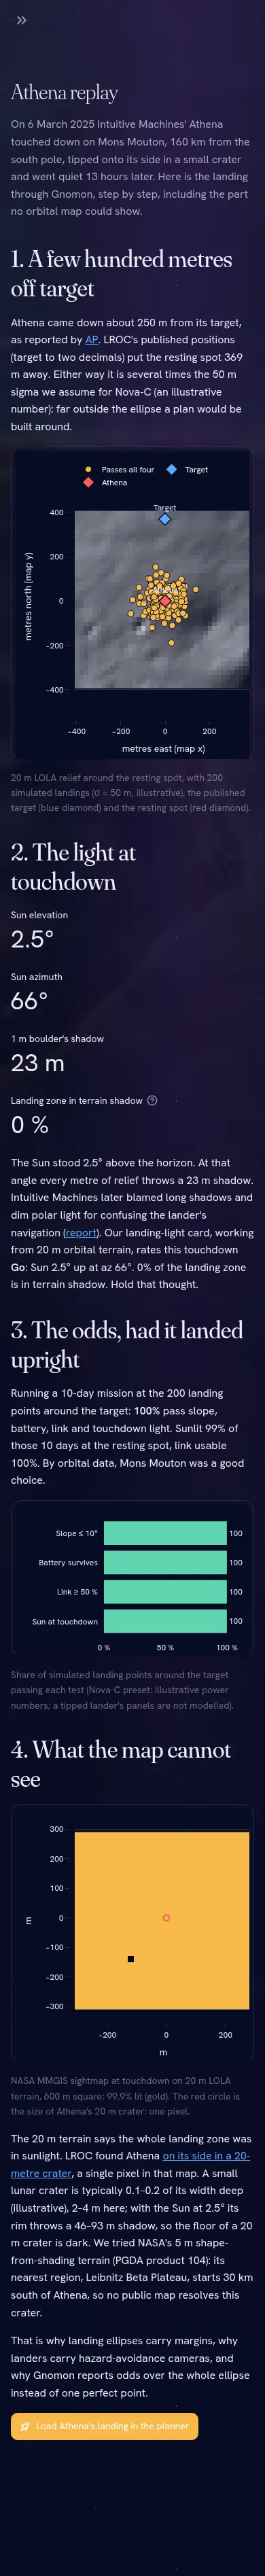 Athena replay
On 6 March 2025 Intuitive Machines' Athena
touched down on Mons Mouton, 160 km from the
south pole, tipped onto its side in a small crater
and went quiet 13 hours later. Here is the landing
through Gnomon, step by step, including the part
no orbital map could show.
1. A few hundred metres
off target
Athena came down about 250 m from its target,
as reported by AP. LROC's published positions
(target to two decimals) put the resting spot 369
m away. Either way it is several times the 50 m
sigma we assume for Nova-C (an illustrative
number): far outside the ellipse a plan would be
built around.
Passes all four
Target
Athena
Target
400
200
0
−200
−400
metres north (map y)
−400
−200
0
200
metres east (map x)
20 m LOLA relief around the resting spot, with 200
simulated landings (σ = 50 m, illustrative), the published
target (blue diamond) and the resting spot (red diamond).
2. The light at
touchdown
Sun elevation
2.5°
Sun azimuth
66°
1 m boulder's shadow
23 m
Landing zone in terrain shadow
0 %
The Sun stood 2.5° above the horizon. At that
angle every metre of relief throws a 23 m shadow.
Intuitive Machines later blamed long shadows and
dim polar light for confusing the lander's
navigation (report). Our landing-light card, working
from 20 m orbital terrain, rates this touchdown
Go: Sun 2.5° up at az 66°. 0% of the landing zone
is in terrain shadow. Hold that thought.
3. The odds, had it landed
upright
Running a 10-day mission at the 200 landing
points around the target: 100% pass slope,
battery, link and touchdown light. Sunlit 99% of
those 10 days at the resting spot, link usable
100%. By orbital data, Mons Mouton was a good
choice.
Slope ≤ 10°
100
Battery survives
100
Link ≥ 50 %
100
Sun at touchdown
100
0 %
50 %
100 %
Share of simulated landing points around the target
passing each test (Nova-C preset: illustrative power
numbers; a tipped lander's panels are not modelled).
4. What the map cannot
see
300
200
100
0
−100
−200
−300
m
−200
0
200
m
NASA MMGIS sightmap at touchdown on 20 m LOLA
terrain, 600 m square: 99.9% lit (gold). The red circle is
the size of Athena's 20 m crater: one pixel.
The 20 m terrain says the whole landing zone was
in sunlight. LROC found Athena on its side in a 20-
metre crater, a single pixel in that map. A small
lunar crater is typically 0.1–0.2 of its width deep
(illustrative), 2–4 m here; with the Sun at 2.5° its
rim throws a 46–93 m shadow, so the floor of a 20
m crater is dark. We tried NASA's 5 m shape-
from-shading terrain (PGDA product 104): its
nearest region, Leibnitz Beta Plateau, starts 30 km
south of Athena, so no public map resolves this
crater.
That is why landing ellipses carry margins, why
landers carry hazard-avoidance cameras, and
why Gnomon reports odds over the whole ellipse
instead of one perfect point.
Load Athena's landing in the planner